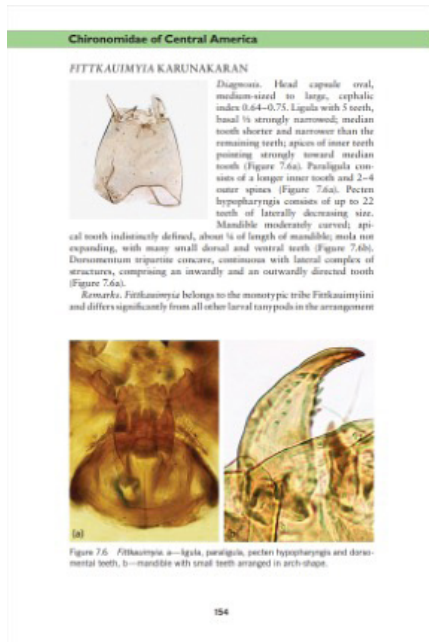 Chironomidae of Central America
FITTKAUIMYIA KARUNAKARAN
Diagnosis. Head capsule oval,
medium-sized to large, cephalic
index 0.64–0.75. Ligula with 5 teeth,
basal ⅓ strongly narrowed; median
tooth shorter and narrower than the
remaining teeth; apices of inner teeth
pointing strongly toward median
tooth (Figure 7.6a). Paraligula con-
sists of a longer inner tooth and 2–4
outer spines (Figure 7.6a). Pecten
hypopharyngis consists of up to 22
teeth of laterally decreasing size.
Mandible moderately curved; api-
cal tooth indistinctly defined, about ¼ of length of mandible; mola not
expanding, with many small dorsal and ventral teeth (Figure 7.6b).
Dorsomentum tripartite concave, continuous with lateral complex of
structures, comprising an inwardly and an outwardly directed tooth
(Figure 7.6a).
Remarks. Fittkauimyia belongs to the monotypic tribe Fittkauimyiini
and differs significantly from all other larval tanypods in the arrangement
(a)
Figure 7.6 Fittkauimyia. a—ligula, paraligula, pecten hypopharyngis and dorso-
mental teeth, b—mandible with small teeth arranged in arch-shape.
154